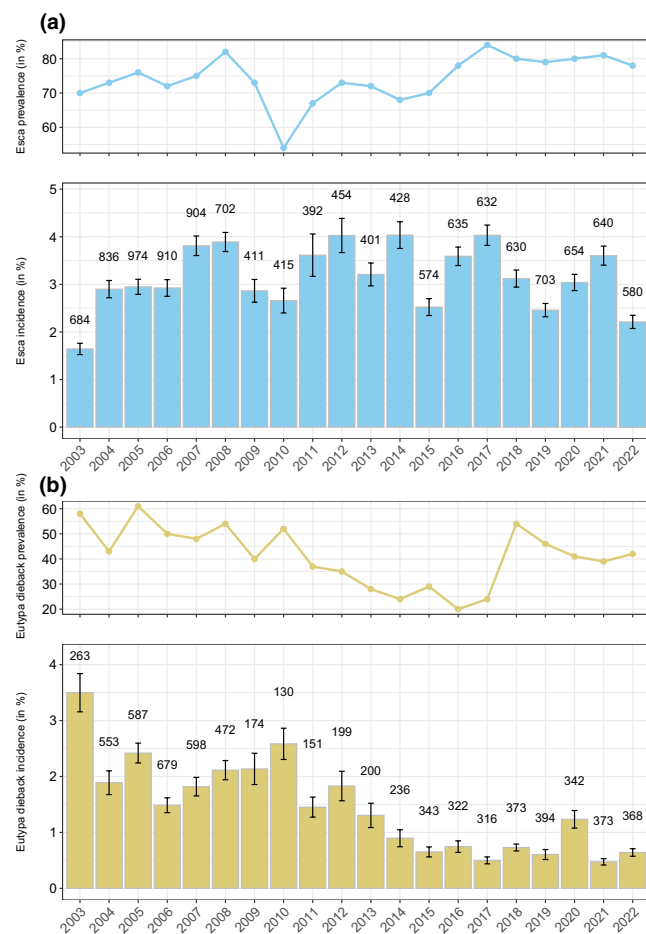 (a)
Esca prevalence (in %)
80
70
60
Esca incidence (in %)
5
4
3
2
1
0
684 836 974 910 904 702 411 415 392 454 401 428 574 635 632 630 703 654 640 580
2003 2004 2005 2006 2007 2008 2009 2010 2011 2012 2013 2014 2015 2016 2017 2018 2019 2020 2021 2022
(b)
Eutypa dieback prevalence (in %)
60
50
40
30
20
Eutypa dieback incidence (in %)
4
3
2
1
0
263 553 587 679 598 472 174 130 151 199 200 236 343 322 316 373 394 342 373 368
2003 2004 2005 2006 2007 2008 2009 2010 2011 2012 2013 2014 2015 2016 2017 2018 2019 2020 2021 2022